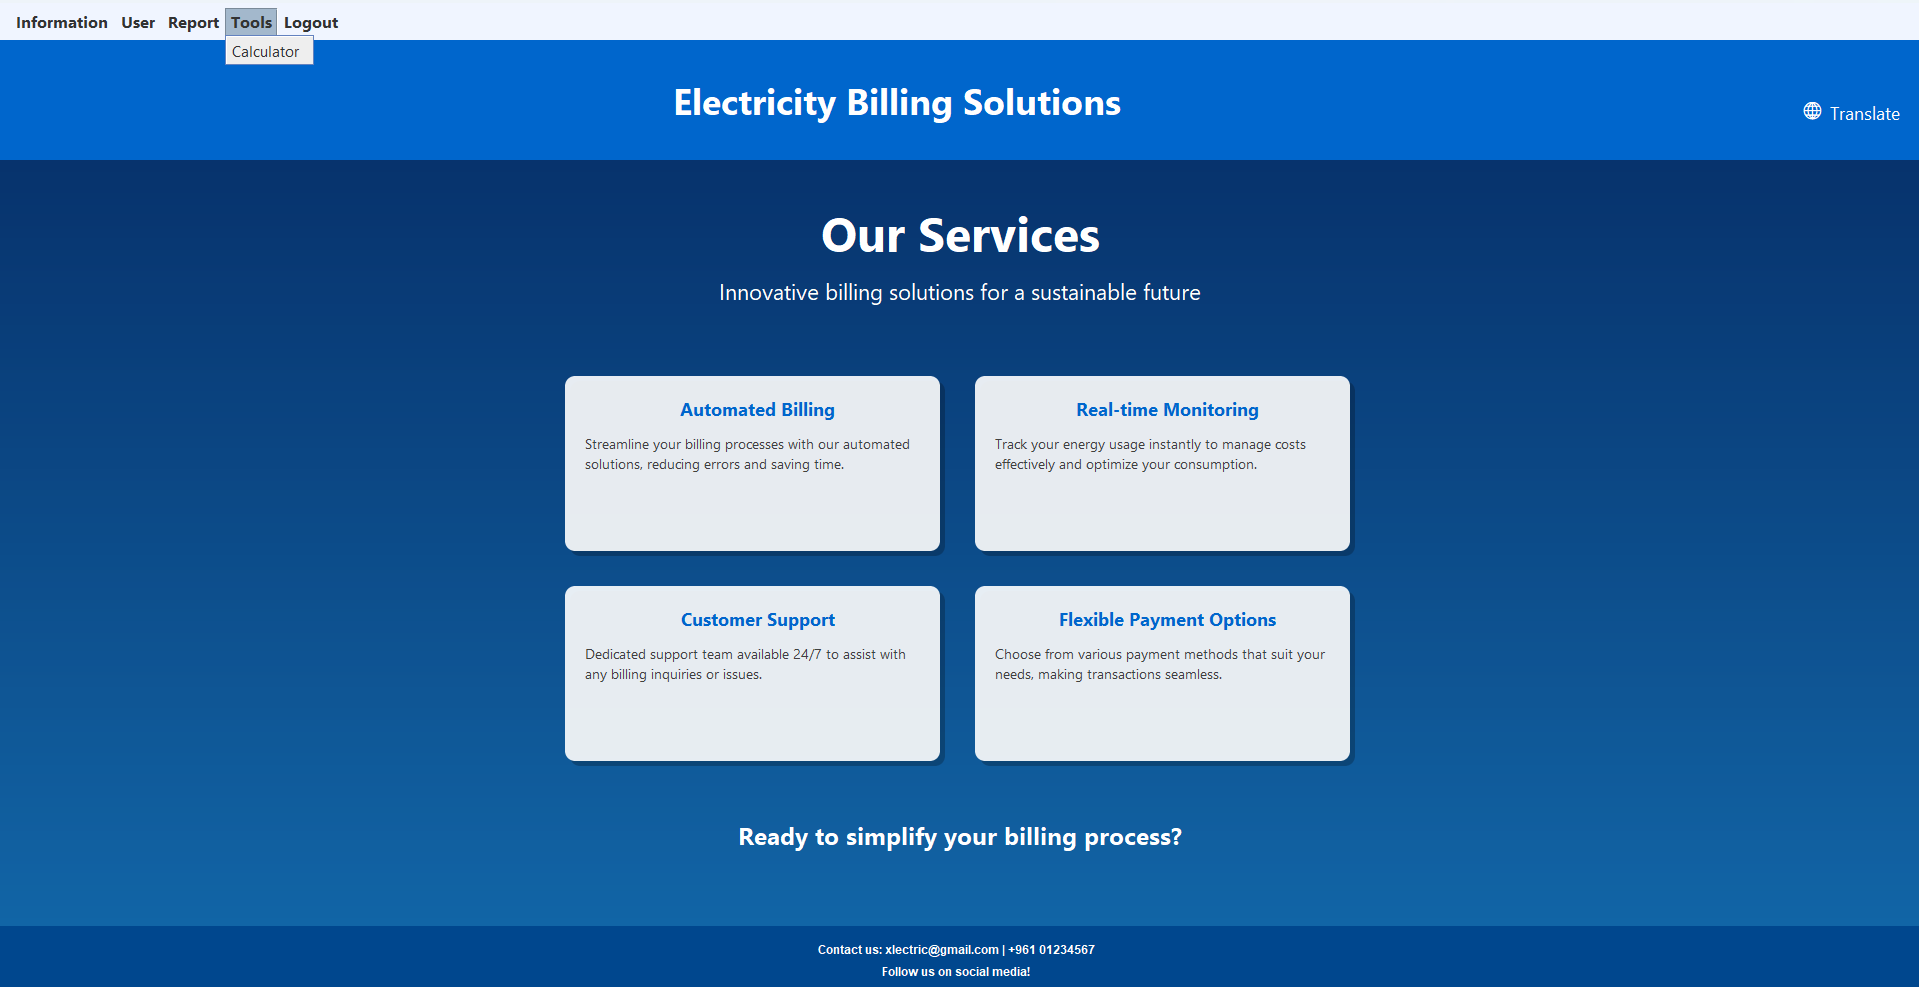 Information User Report Tools Logout
Calculator
Electricity Billing Solutions
Translate
Our Services
Innovative billing solutions for a sustainable future
Automated Billing
Streamline your billing processes with our automated
solutions, reducing errors and saving time.
Real-time Monitoring
Track your energy usage instantly to manage costs
effectively and optimize your consumption.
Customer Support
Dedicated support team available 24/7 to assist with
any billing inquiries or issues.
Flexible Payment Options
Choose from various payment methods that suit your
needs, making transactions seamless.
Ready to simplify your billing process?
Contact us: xlectric@gmail.com | +961 01234567
Follow us on social media!